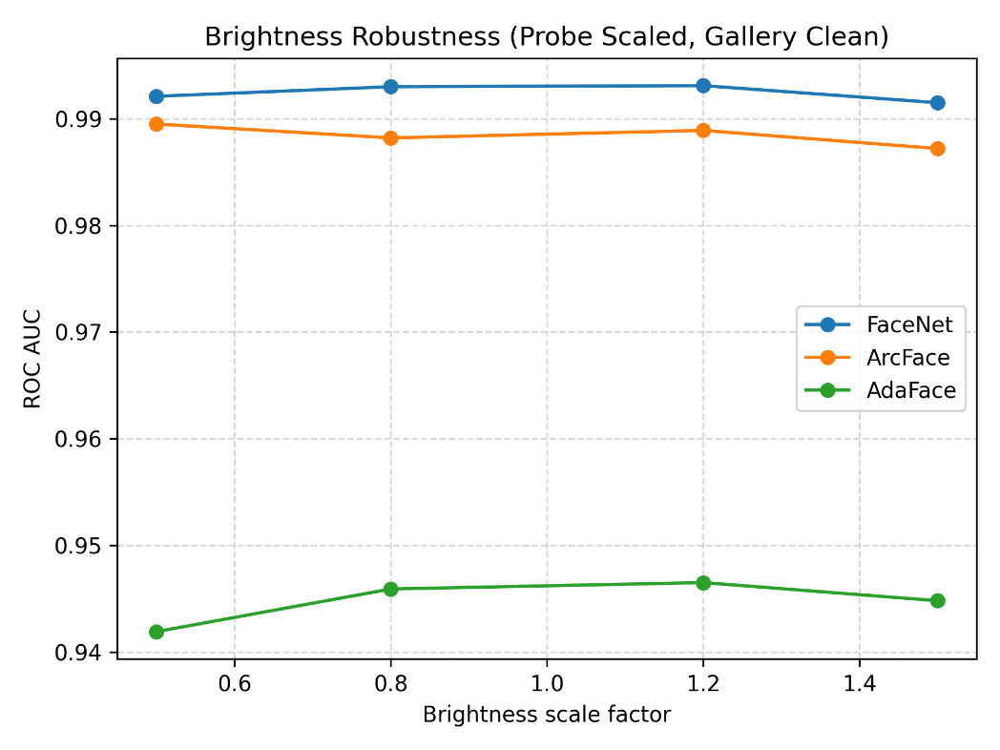 Brightness Robustness (Probe Scaled, Gallery Clean)
ROC AUC
0.99
0.98
0.97
0.96
0.95
0.94
FaceNet
ArcFace
AdaFace
0.6 0.8 1.0 1.2 1.4
Brightness scale factor